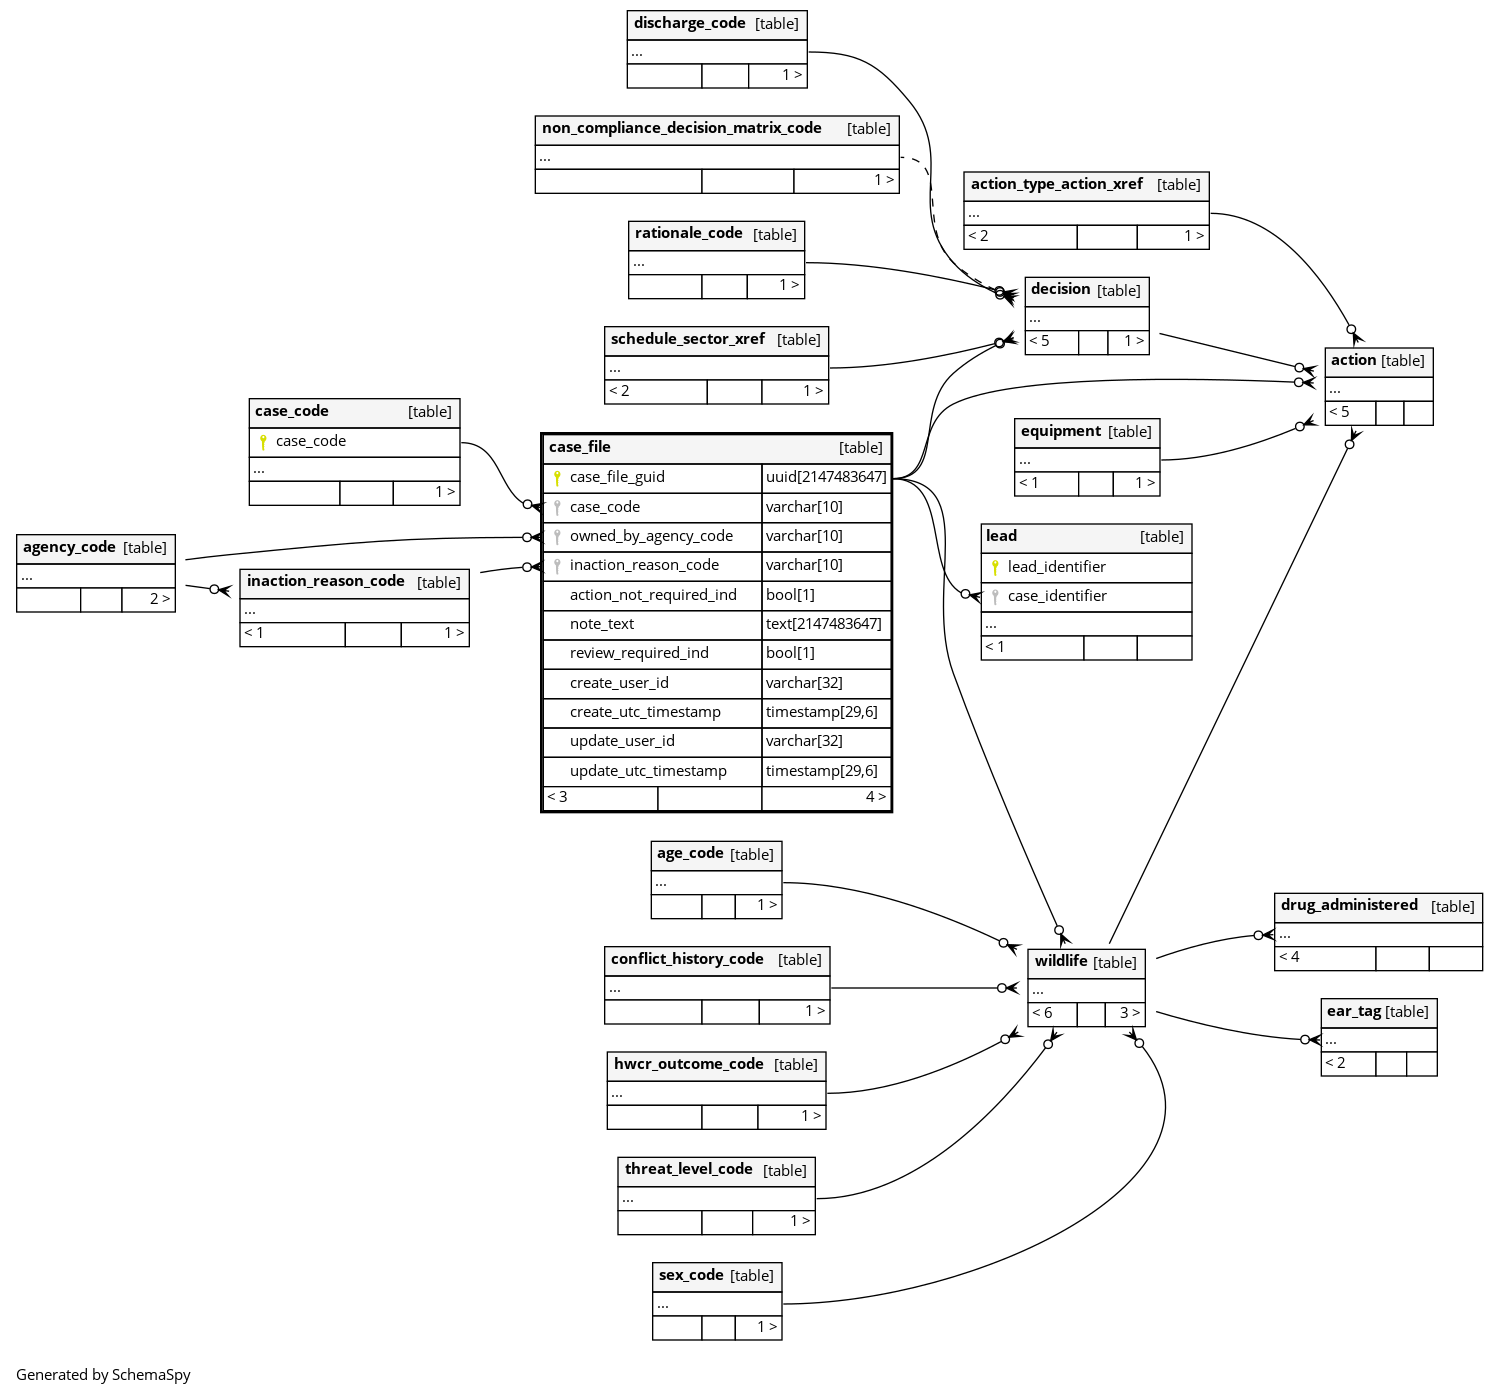 discharge_code [table]
...
1 >
non_compliance_decision_matrix_code [table]
...
1 >
action_type_action_xref [table]
...
< 2 1 >
rationale_code [table]
...
1 >
decision [table]
...
< 5 1 >
schedule_sector_xref [table]
...
< 2 1 >
action [table]
...
< 5
case_code [table]
case_code
...
1 >
equipment [table]
...
< 1 1 >
case_file [table]
case_file_guid uuid[2147483647]
case_code varchar[10]
owned_by_agency_code varchar[10]
inaction_reason_code varchar[10]
action_not_required_ind bool[1]
note_text text[2147483647]
review_required_ind bool[1]
create_user_id varchar[32]
create_utc_timestamp timestamp[29,6]
update_user_id varchar[32]
update_utc_timestamp timestamp[29,6]
< 3 4 >
lead [table]
lead_identifier
case_identifier
...
< 1
agency_code [table]
...
2 >
inaction_reason_code [table]
...
< 1 1 >
age_code [table]
...
1 >
drug_administered [table]
...
< 4
conflict_history_code [table]
...
1 >
wildlife [table]
...
< 6 3 >
ear_tag [table]
...
< 2
hwcr_outcome_code [table]
...
1 >
threat_level_code [table]
...
1 >
sex_code [table]
...
1 >
Generated by SchemaSpy